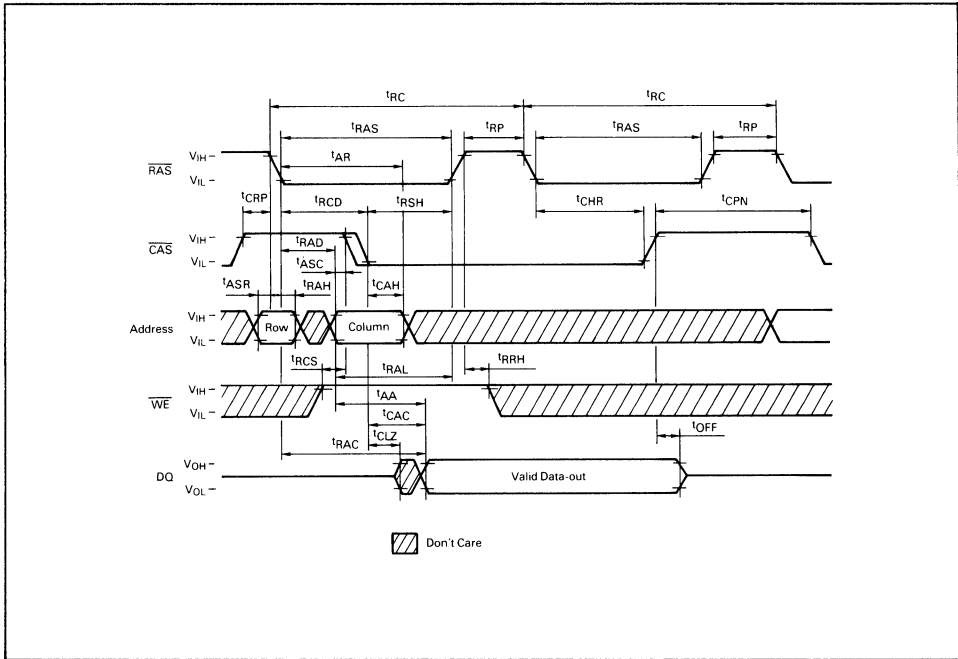 tRC tRC
tRAS tRP tRAS tRP
tAR
RAS VIH – VIL –
tCRP tRCD tRSH tCHR tCPN
CAS VIH – VIL –
tRAD
tASC
tASR tRAH tCAH
Address VIH – VIL –
Row Column
tRCS tRAL tRRH
WE VIH – VIL –
tAA
tCAC
tCLZ tOFF
tRAC
DQ VOH – VOL –
Valid Data-out
Don't Care